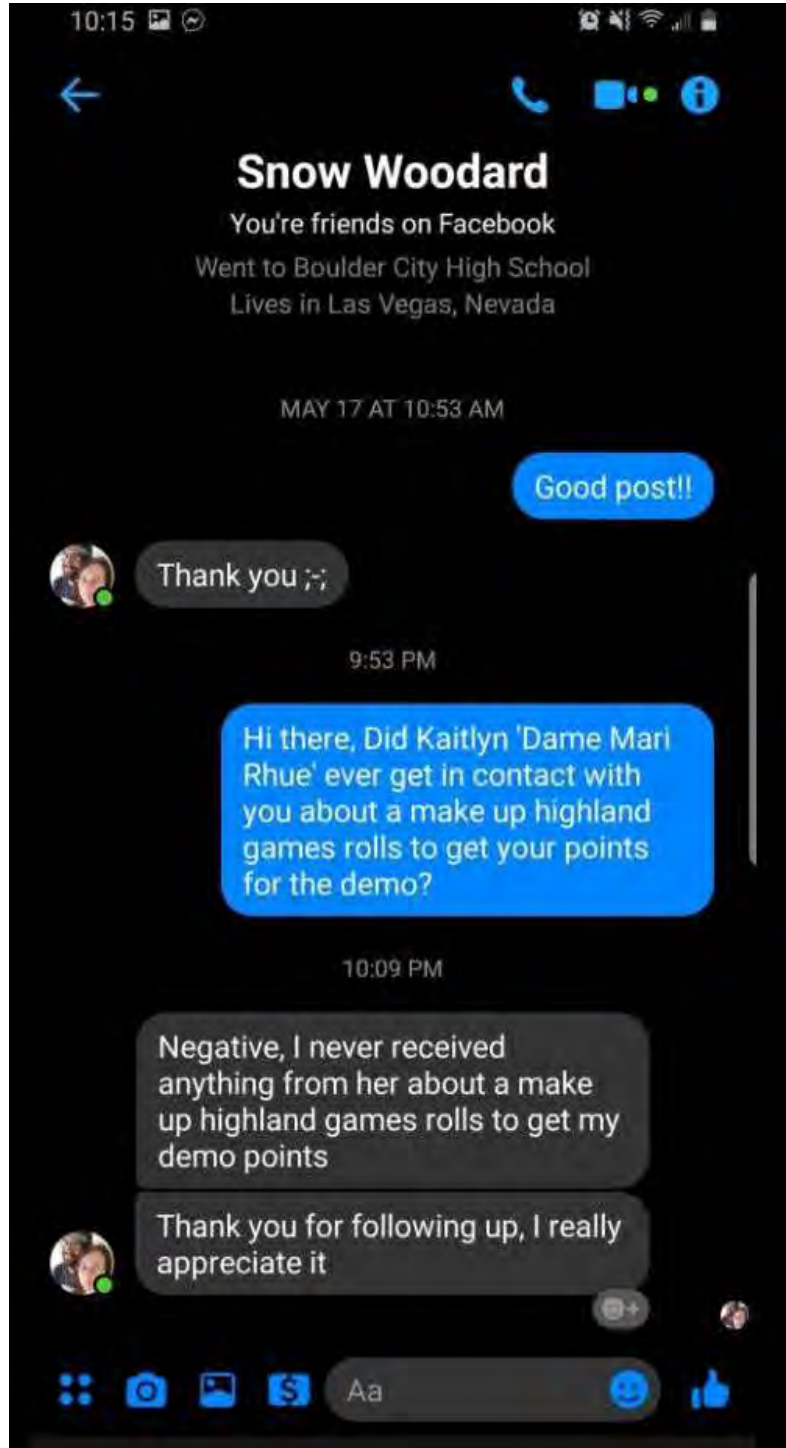 10:15
Snow Woodard
You're friends on Facebook
Went to Boulder City High School
Lives in Las Vegas, Nevada
MAY 17 AT 10:53 AM
Good post!!
Thank you ;-;
9:53 PM
Hi there, Did Kaitlyn 'Dame Mari
Rhue' ever get in contact with
you about a make up highland
games rolls to get your points
for the demo?
10:09 PM
Negative, I never received
anything from her about a make
up highland games rolls to get my
demo points
Thank you for following up, I really
appreciate it
Aa